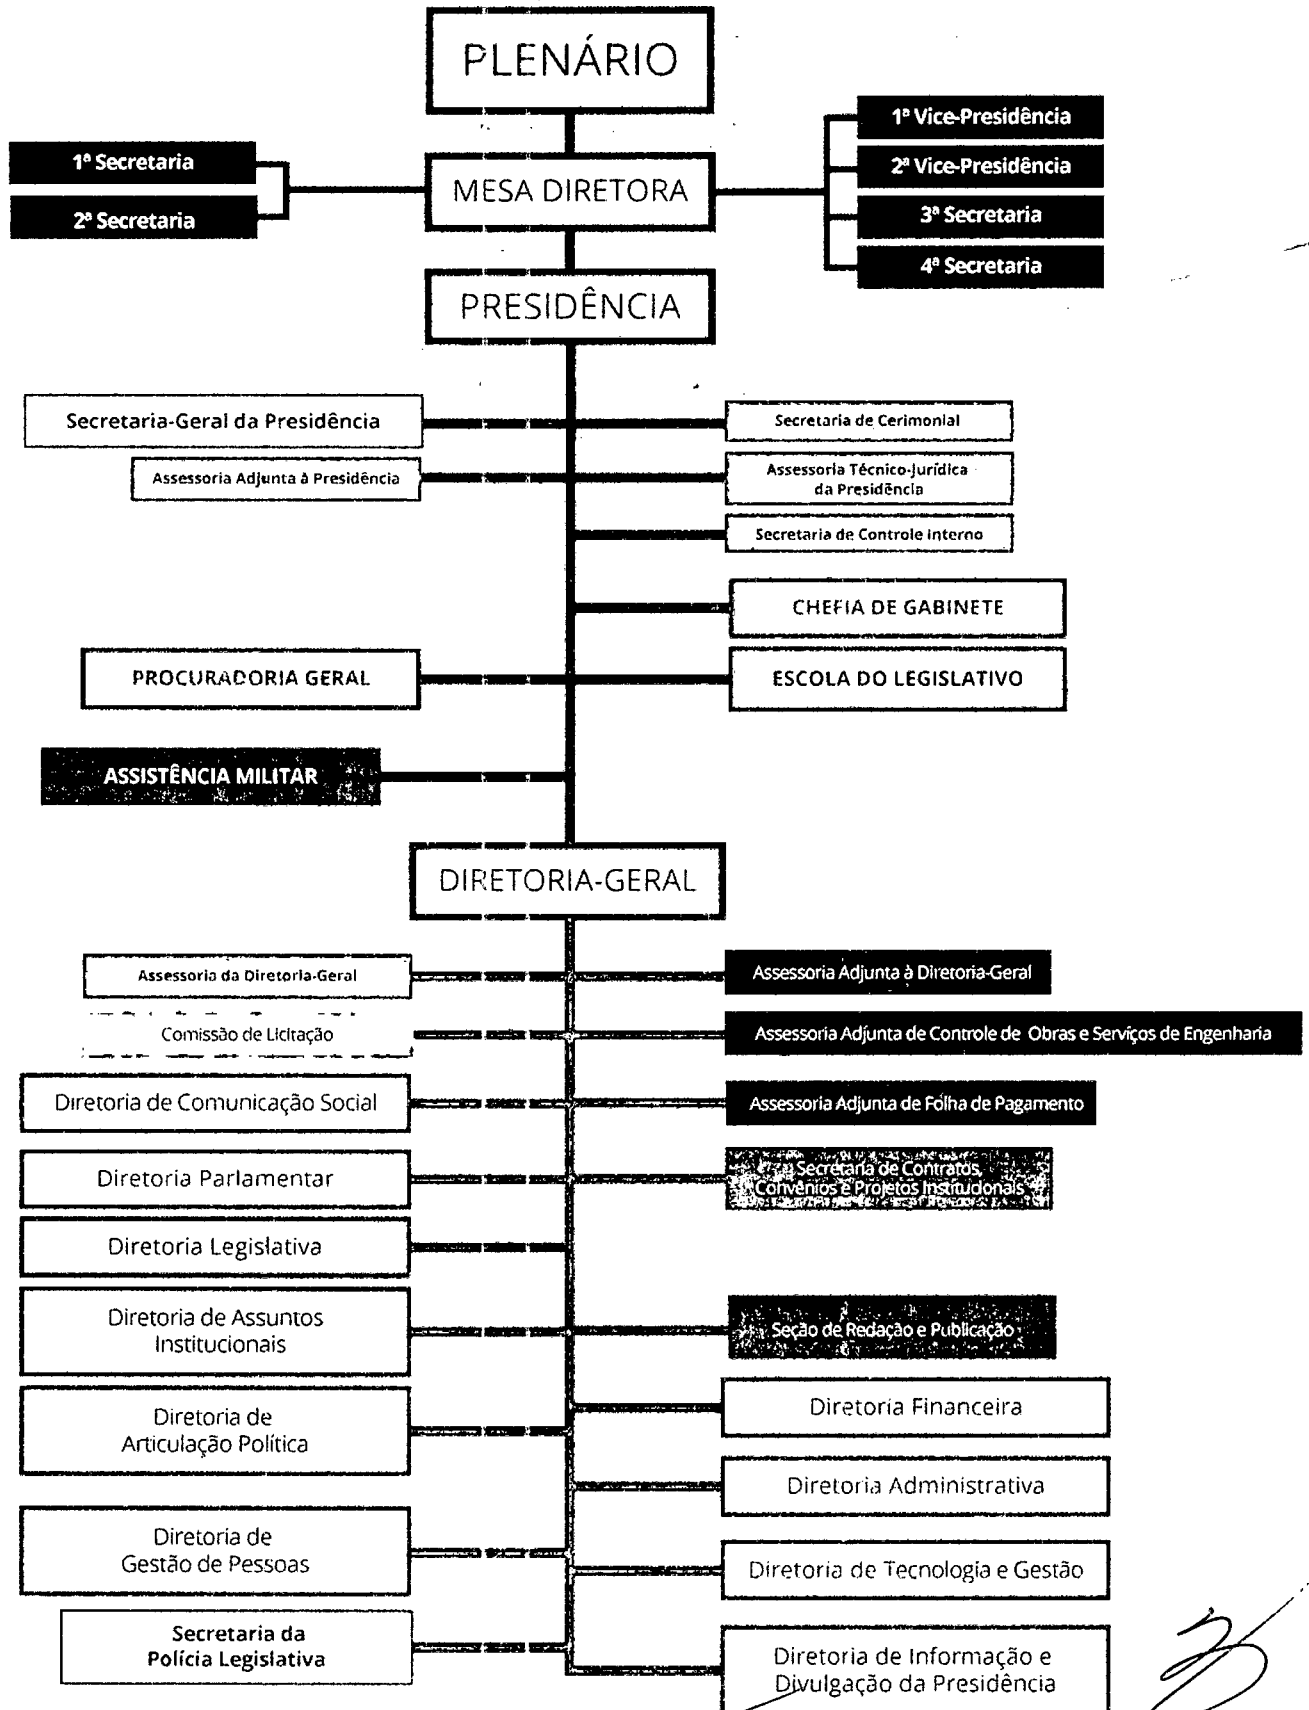 PLENÁRIO
1ª Secretaria
2ª Secretaria
MESA DIRETORA
1ª Vice-Presidência
2ª Vice-Presidência
3ª Secretaria
4ª Secretaria
PRESIDÊNCIA
Secretaria-Geral da Presidência
Secretaria de Cerimonial
Assessoria Adjunta à Presidência
Assessoria Técnico-Jurídica
da Presidência
Secretaria de Controle Interno
CHEFIA DE GABINETE
PROCURADORIA GERAL
ESCOLA DO LEGISLATIVO
ASSISTÊNCIA MILITAR
DIRETORIA-GERAL
Assessoria da Diretoria-Geral
Assessoria Adjunta à Diretoria-Geral
Comissão de Licitação
Assessoria Adjunta de Controle de Obras e Serviços de Engenharia
Diretoria de Comunicação Social
Assessoria Adjunta de Folha de Pagamento
Diretoria Parlamentar
Secretaria de Contratos,
Convênios e Projetos Institucionais
Diretoria Legislativa
Diretoria de Assuntos
Institucionais
Seção de Redação e Publicação
Diretoria Financeira
Diretoria de
Articulação Política
Diretoria Administrativa
Diretoria de
Gestão de Pessoas
Diretoria de Tecnologia e Gestão
Secretaria da
Polícia Legislativa
Diretoria de Informação e
Divulgação da Presidência